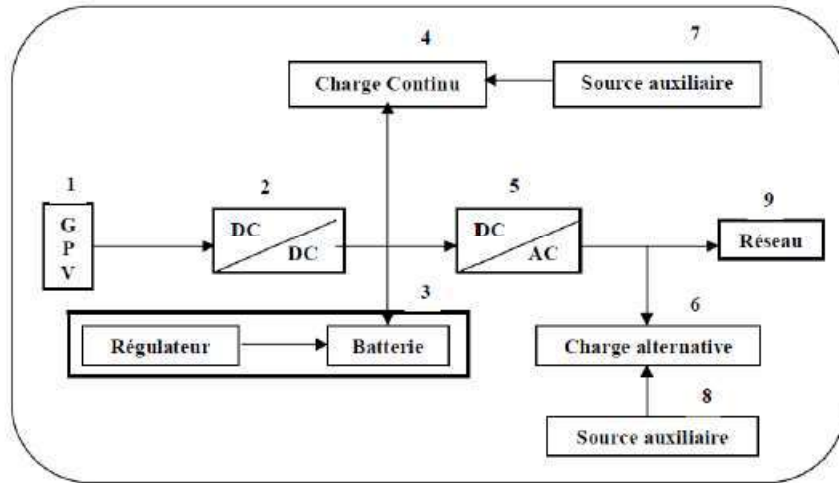 4
7
Charge Continu
Source auxiliaire
1
2
5
9
G
P
V
DC
DC
DC
AC
Réseau
3
6
Régulateur
Batterie
Charge alternative
8
Source auxiliaire